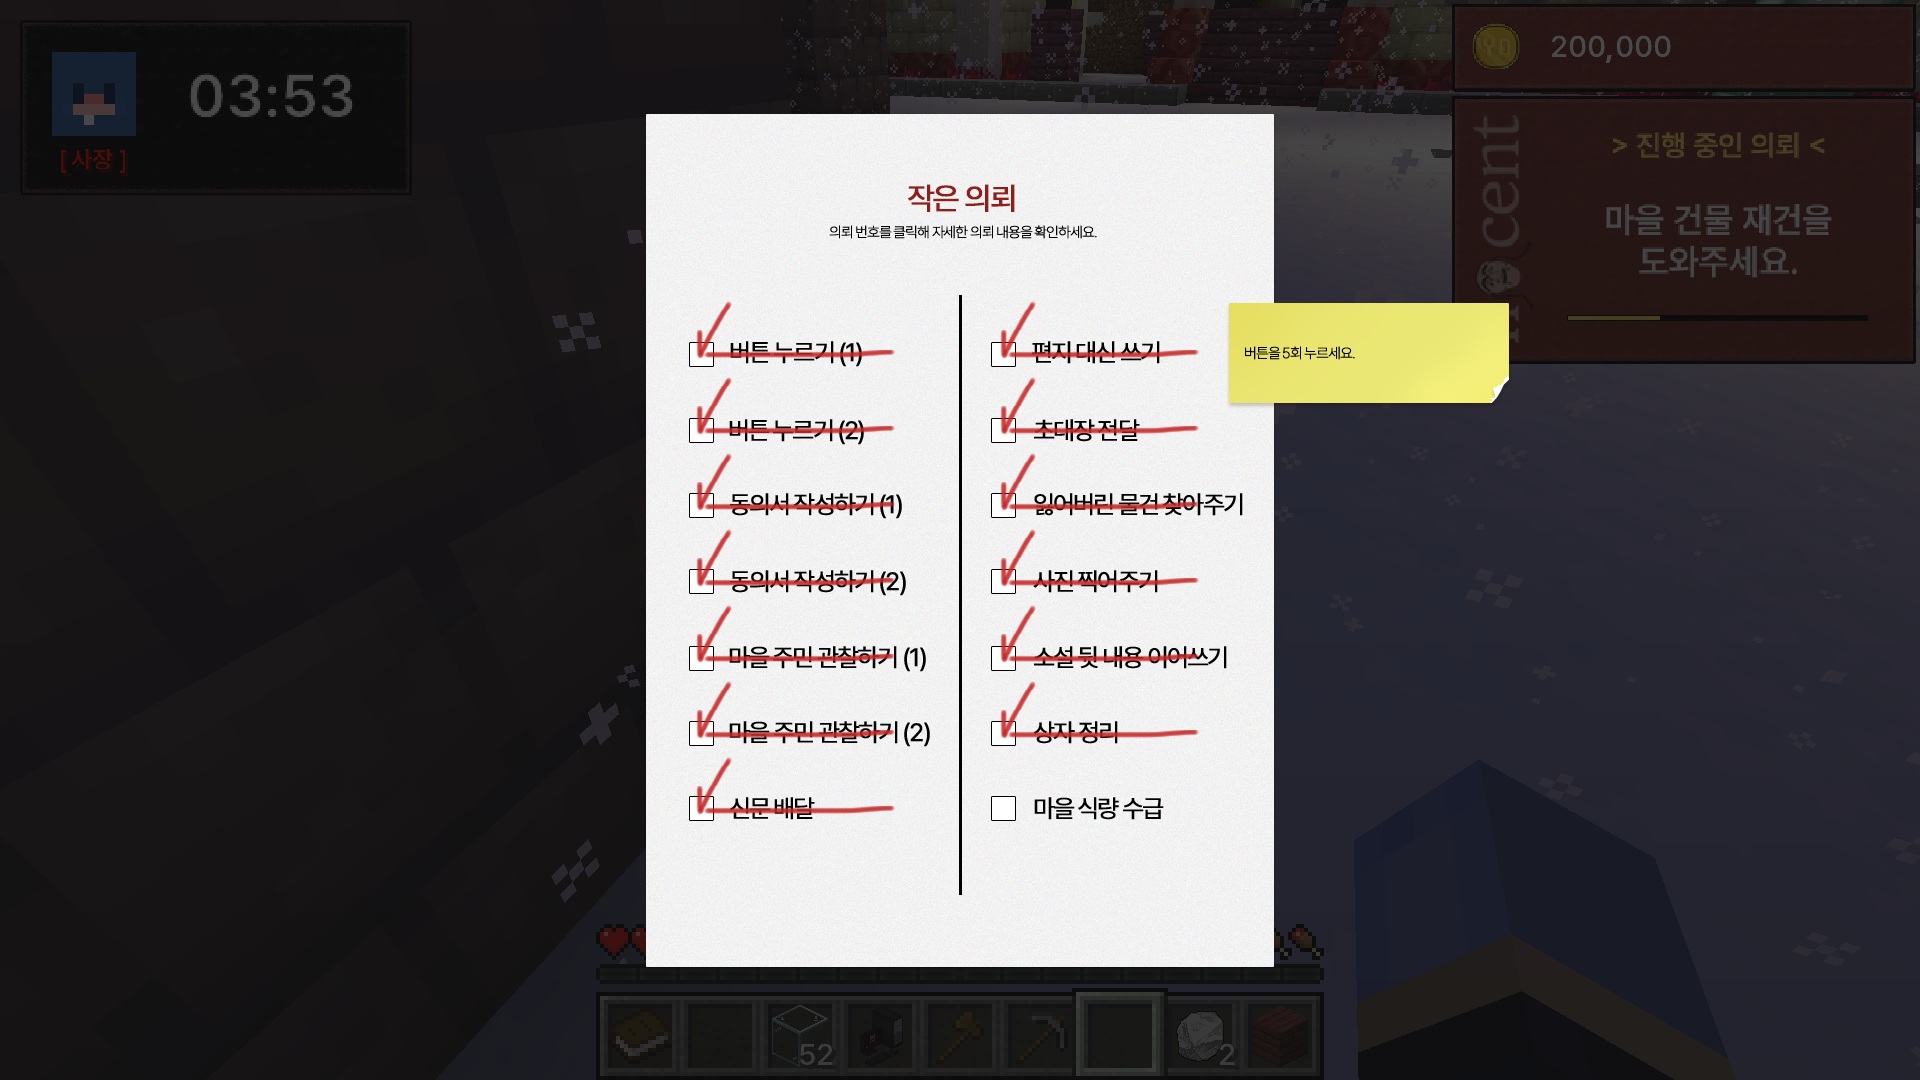 03:53
[ 사장 ]
200,000
> 진행 중인 의뢰 <
마을 건물 재건을
도와주세요.
작은 의뢰
의뢰 번호를 클릭해 자세한 의뢰 내용을 확인하세요.
버튼 누르기 (1)
버튼 누르기 (2)
동의서 작성하기 (1)
동의서 작성하기 (2)
마을 주민 관찰하기 (1)
마을 주민 관찰하기 (2)
신문 배달
편지 대신 쓰기
초대장 전달
잃어버린 물건 찾아주기
사진 찍어주기
소설 뒷 내용 이어쓰기
상자 정리
마을 식량 수급
버튼을 5회 누르세요.
52
2